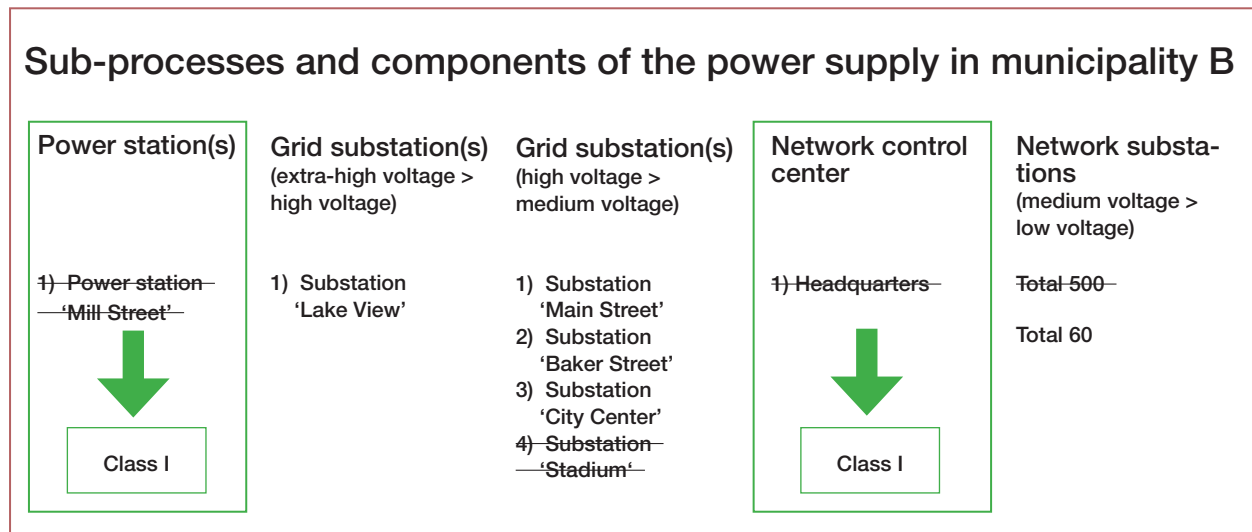 Sub-processes and components of the power supply in municipality B
Power station(s)
1) Power station
‘Mill Street’
Class I
Grid substation(s)
(extra-high voltage >
high voltage)
1) Substation
‘Lake View’
Grid substation(s)
(high voltage >
medium voltage)
1) Substation
‘Main Street’
2) Substation
‘Baker Street’
3) Substation
‘City Center’
4) Substation
‘Stadium‘
Network control
center
1) Headquarters
Class I
Network substa-
tions
(medium voltage >
low voltage)
Total 500
Total 60